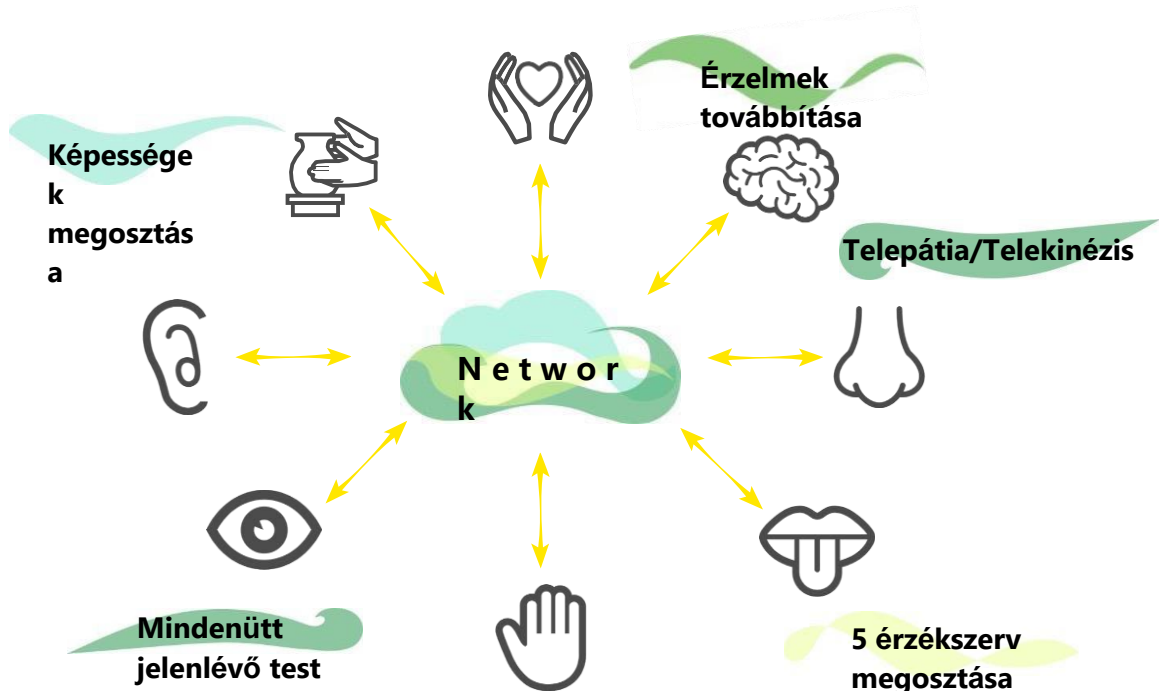 Érzelmek
továbbítása
Képessége
k
megosztás
a
Telepátia/Telekinézis
N e t w o r
k
Mindenütt
jelenlévő test
5 érzékszerv
megosztása